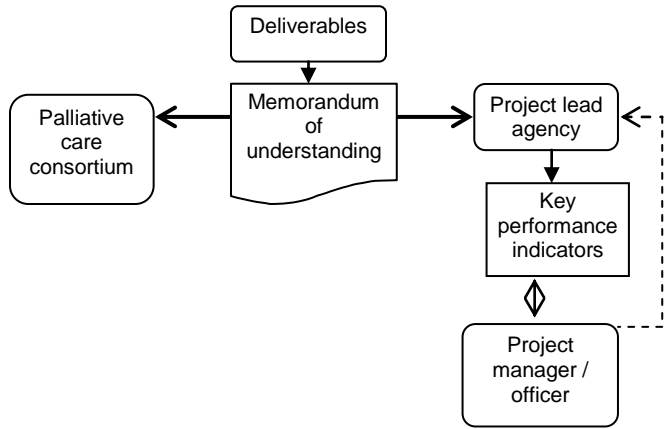 Deliverables
Memorandum
of
understanding
Palliative
care
consortium
Project lead
agency
Key
performance
indicators
Project
manager /
officer